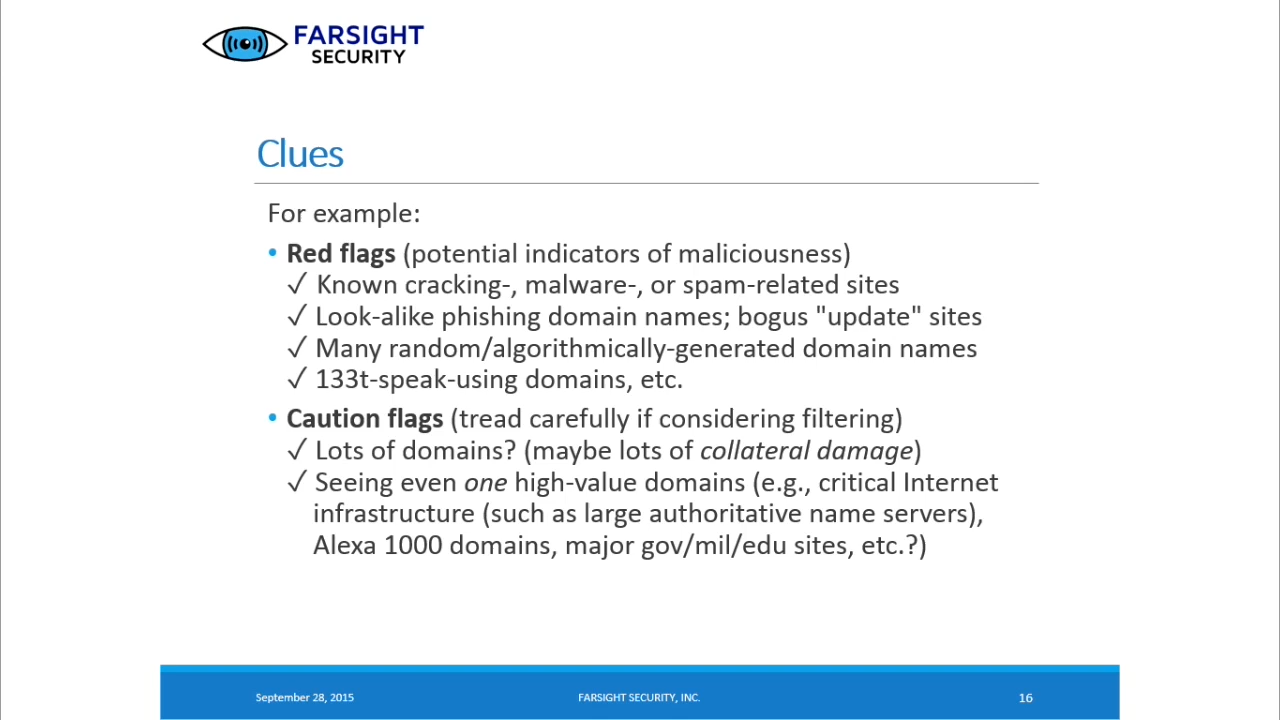 FARSIGHT
SECURITY
Clues
For example:
• Red flags (potential indicators of maliciousness)
✓ Known cracking-, malware-, or spam-related sites
✓ Look-alike phishing domain names; bogus "update" sites
✓ Many random/algorithmically-generated domain names
✓ 133t-speak-using domains, etc.
• Caution flags (tread carefully if considering filtering)
✓ Lots of domains? (maybe lots of collateral damage)
✓ Seeing even one high-value domains (e.g., critical Internet
infrastructure (such as large authoritative name servers),
Alexa 1000 domains, major gov/mil/edu sites, etc.?)
September 28, 2015
FARSIGHT SECURITY, INC.
16